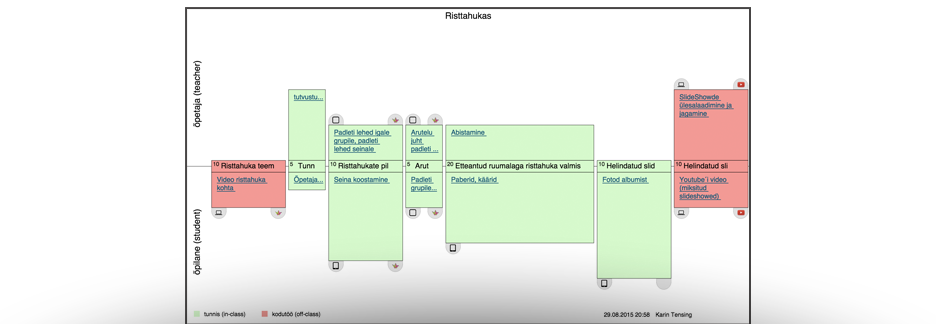 Risttahukas
õpetaja (teacher)
õpilane (student)
tutvustu...
Padleti lehed igale
grupile, padleti
lehed seinale
Arutelu
juht
padleti ...
Abistamine
SlideShowde
ülesalaadimine ja
jagamine
10 Risttahuka teem
5 Tunn
10 Risttahukate pil
5 Arut
20 Etteantud ruumalaga risttahuka valmis
10 Helindatud slid
10 Helindatud sli
Video risttahuka
kohta
Õpetaja...
Seina koostamine
Padleti
grupile...
Paberid, käärid
Fotod albumist
Youtube´i video
(miksitud
slideshowed)
tunnis (in-class)
kodutöö (off-class)
29.08.2015 20:58 Karin Tensing